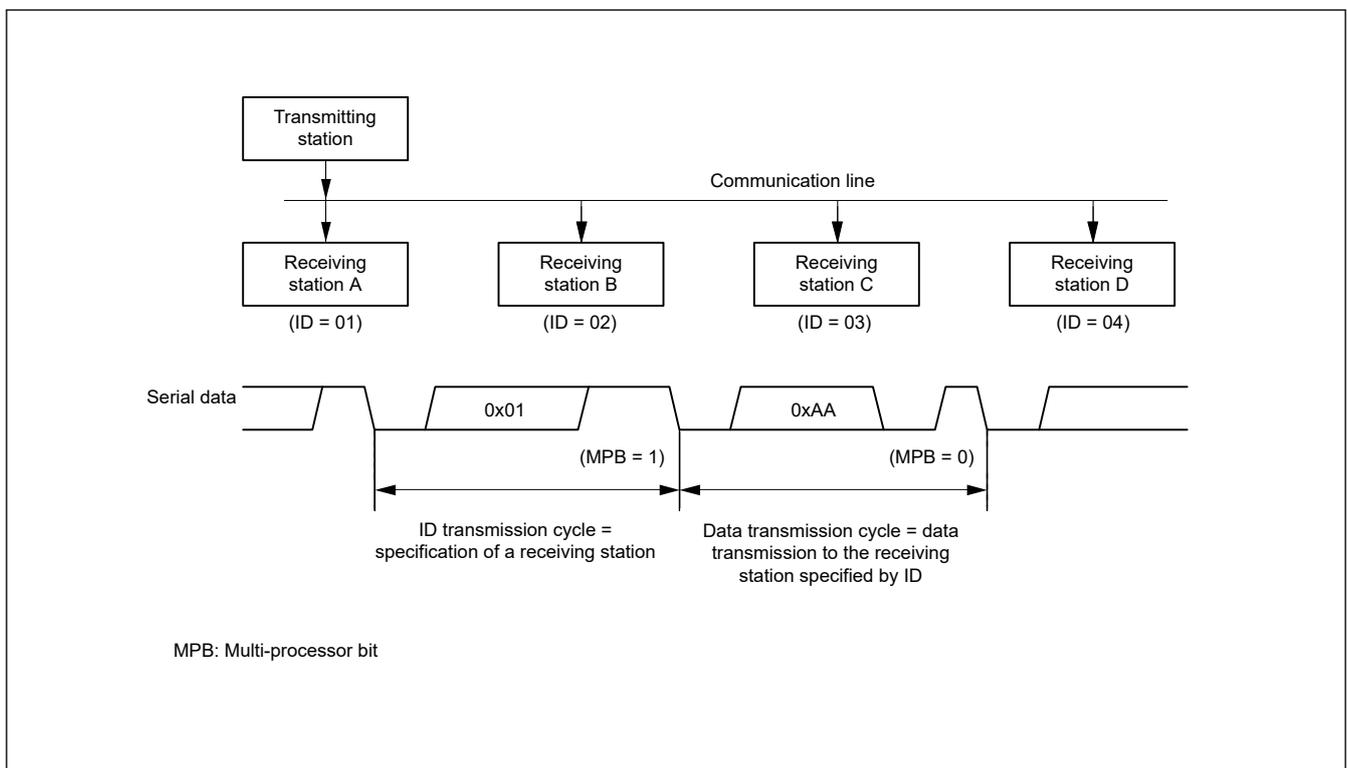 Transmitting
station
Communication line
Receiving
station A
Receiving
station B
Receiving
station C
Receiving
station D
(ID = 01)
(ID = 02)
(ID = 03)
(ID = 04)
Serial data
0x01
0xAA
(MPB = 1)
(MPB = 0)
ID transmission cycle =
specification of a receiving station
Data transmission cycle = data
transmission to the receiving
station specified by ID
MPB: Multi-processor bit